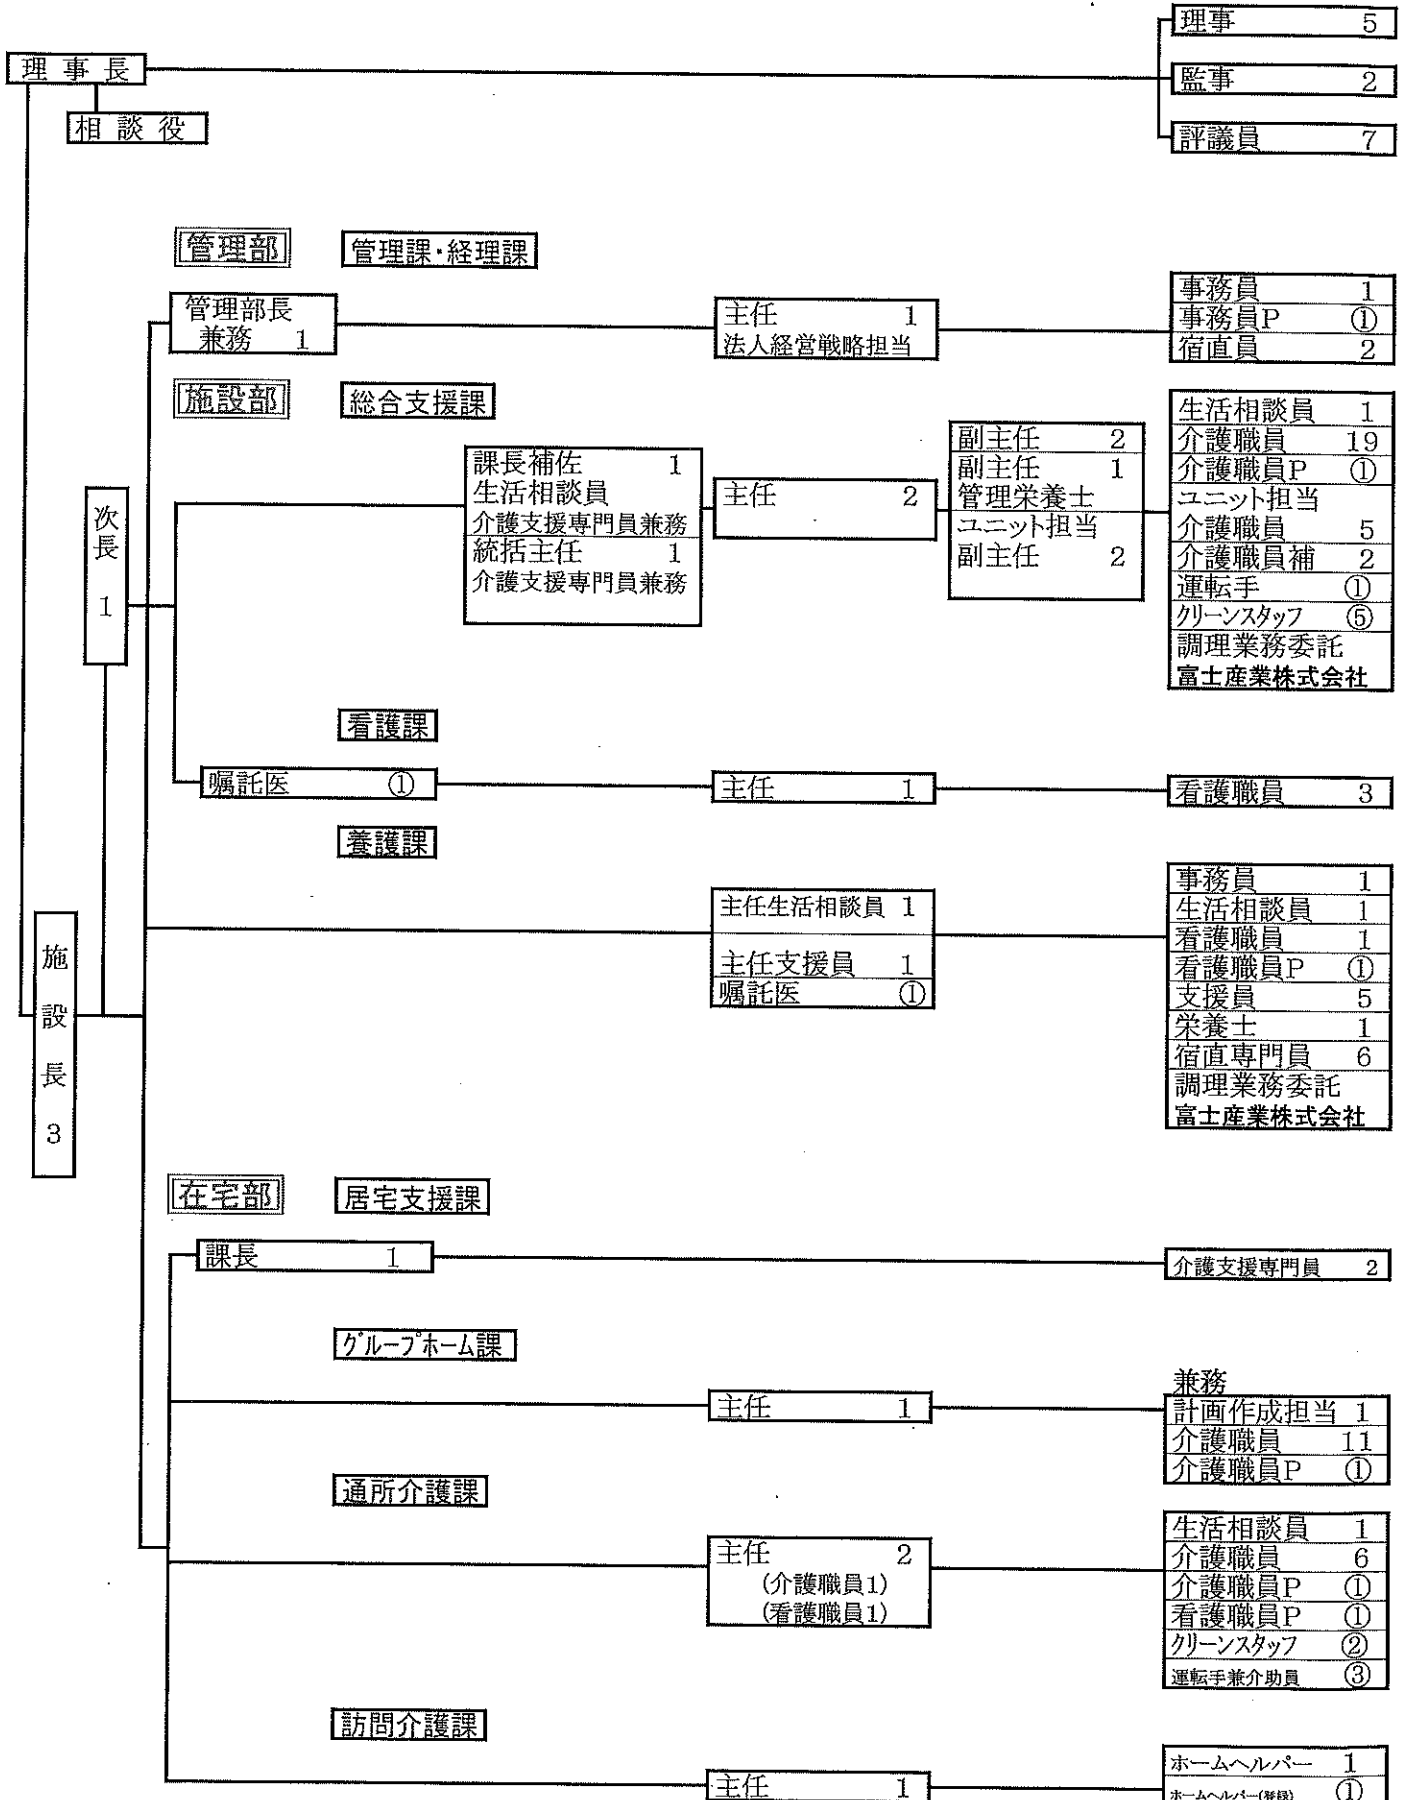 理事 5
理 事 長
監事 2
相 談 役
評議員 7
管理部 管理課・経理課
管理部長
兼務 1
主任 1
法人経営戦略担当
事務員 1
事務員P ①
宿直員 2
施設部 総合支援課
次長 1
課長補佐 1
生活相談員
介護支援専門員兼務
統括主任 1
介護支援専門員兼務
主任 2
副主任 2
副主任 1
管理栄養士
ユニット担当
副主任 2
生活相談員 1
介護職員 19
介護職員P ①
ユニット担当
介護職員 5
介護職員補 2
運転手 ①
クリーンスタッフ ⑤
調理業務委託
富士産業株式会社
看護課
嘱託医 ①
主任 1
看護職員 3
養護課
施設長 3
主任生活相談員 1
主任支援員 1
嘱託医 ①
事務員 1
生活相談員 1
看護職員 1
看護職員P ①
支援員 5
栄養士 1
宿直専門員 6
調理業務委託
富士産業株式会社
在宅部 居宅支援課
課長 1
介護支援専門員 2
グループホーム課
主任 1
兼務
計画作成担当 1
介護職員 11
介護職員P ①
通所介護課
主任 2
(介護職員1)
(看護職員1)
生活相談員 1
介護職員 6
介護職員P ①
看護職員P ①
クリーンスタッフ ②
運転手兼介助員 ③
訪問介護課
主任 1
ホームヘルパー 1
ホームヘルパー(登録) ①